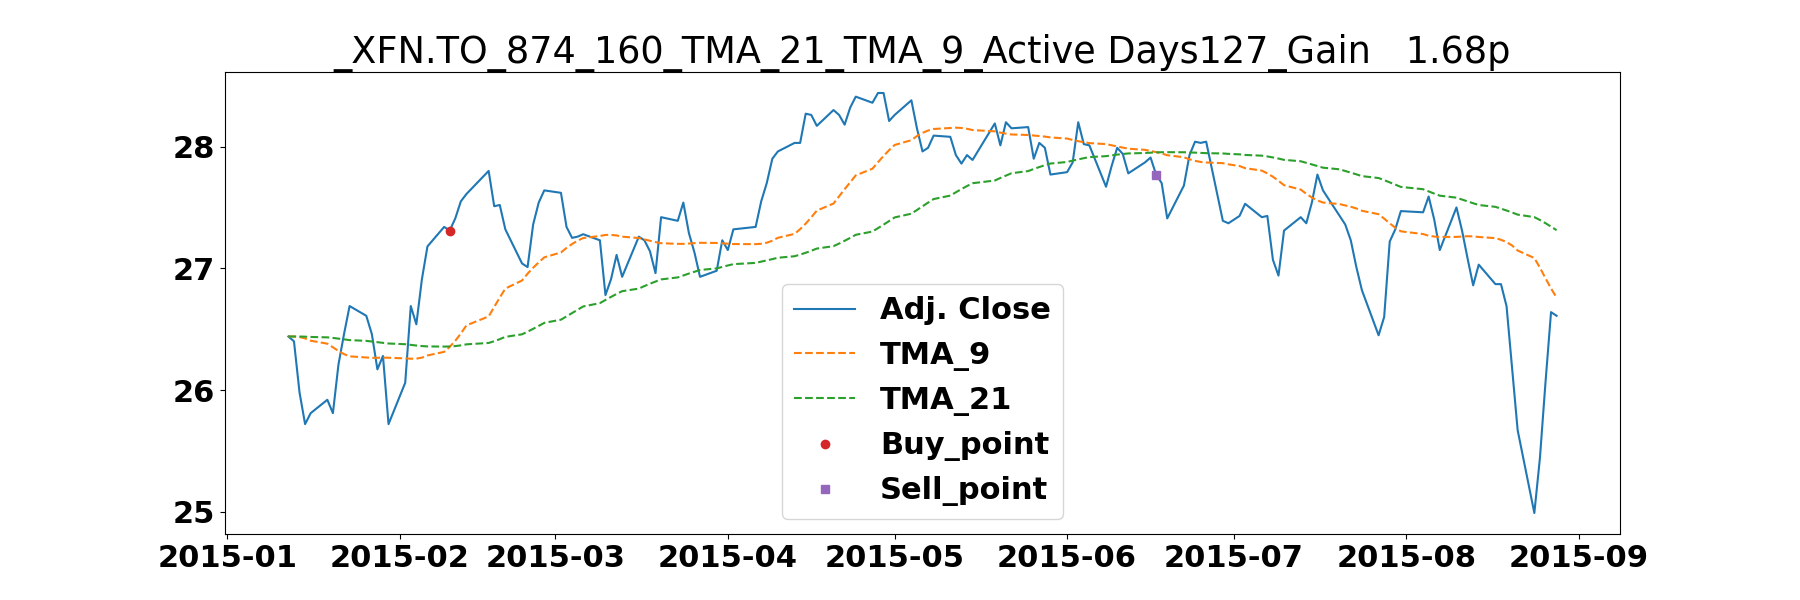 _XFN.TO_874_160_TMA_21_TMA_9_Active Days127_Gain   1.68p
28
27
26
25
Adj. Close
TMA_9
TMA_21
Buy_point
Sell_point
2015-01 2015-02 2015-03 2015-04 2015-05 2015-06 2015-07 2015-08 2015-09